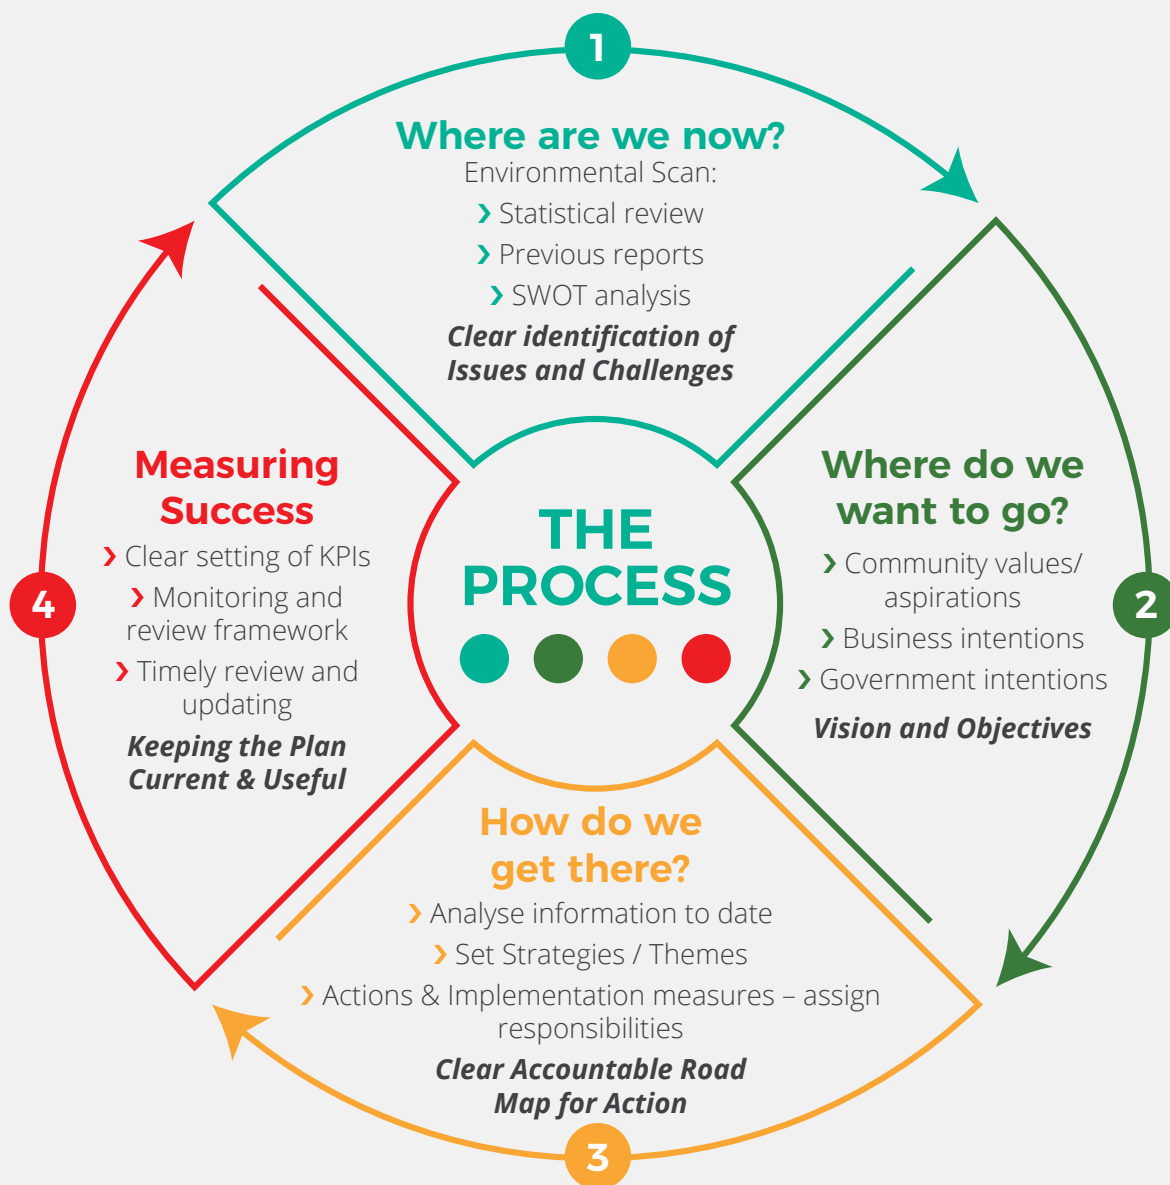 1
Where are we now?
Environmental Scan:
› Statistical review
› Previous reports
› SWOT analysis
Clear identification of
Issues and Challenges
2
Where do we
want to go?
› Community values/
aspirations
› Business intentions
› Government intentions
Vision and Objectives
3
How do we
get there?
› Analyse information to date
› Set Strategies / Themes
› Actions & Implementation measures – assign
responsibilities
Clear Accountable Road
Map for Action
4
Measuring
Success
› Clear setting of KPIs
› Monitoring and
review framework
› Timely review and
updating
Keeping the Plan
Current & Useful
THE
PROCESS